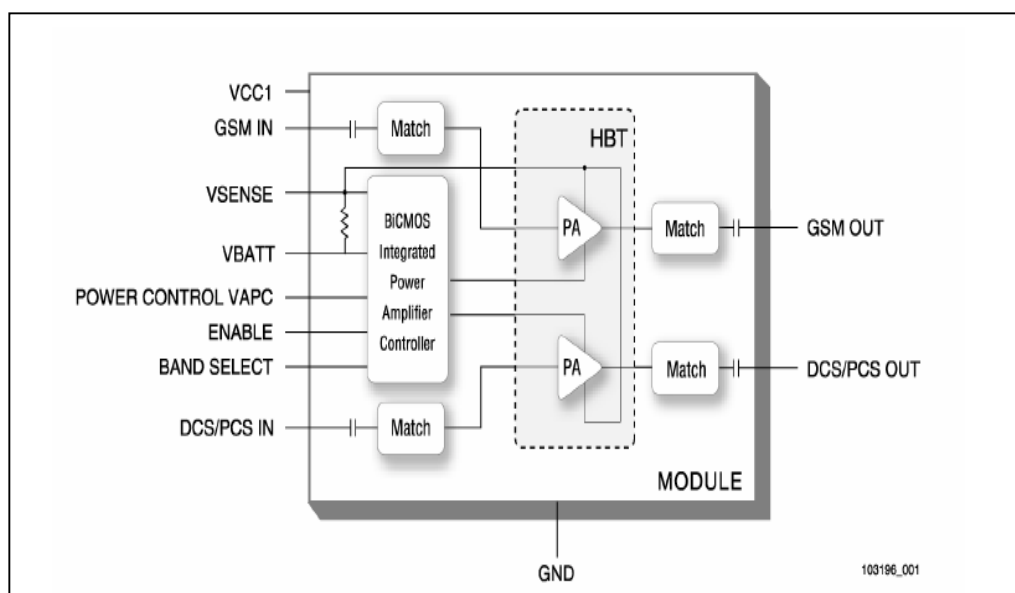 VCC1
GSM IN
Match
HBT
VSENSE
BiCMOS
Integrated
Power
Amplifier
Controller
PA
Match
GSM OUT
VBATT
POWER CONTROL VAPC
ENABLE
BAND SELECT
PA
Match
DCS/PCS OUT
DCS/PCS IN
Match
MODULE
GND
103196_001